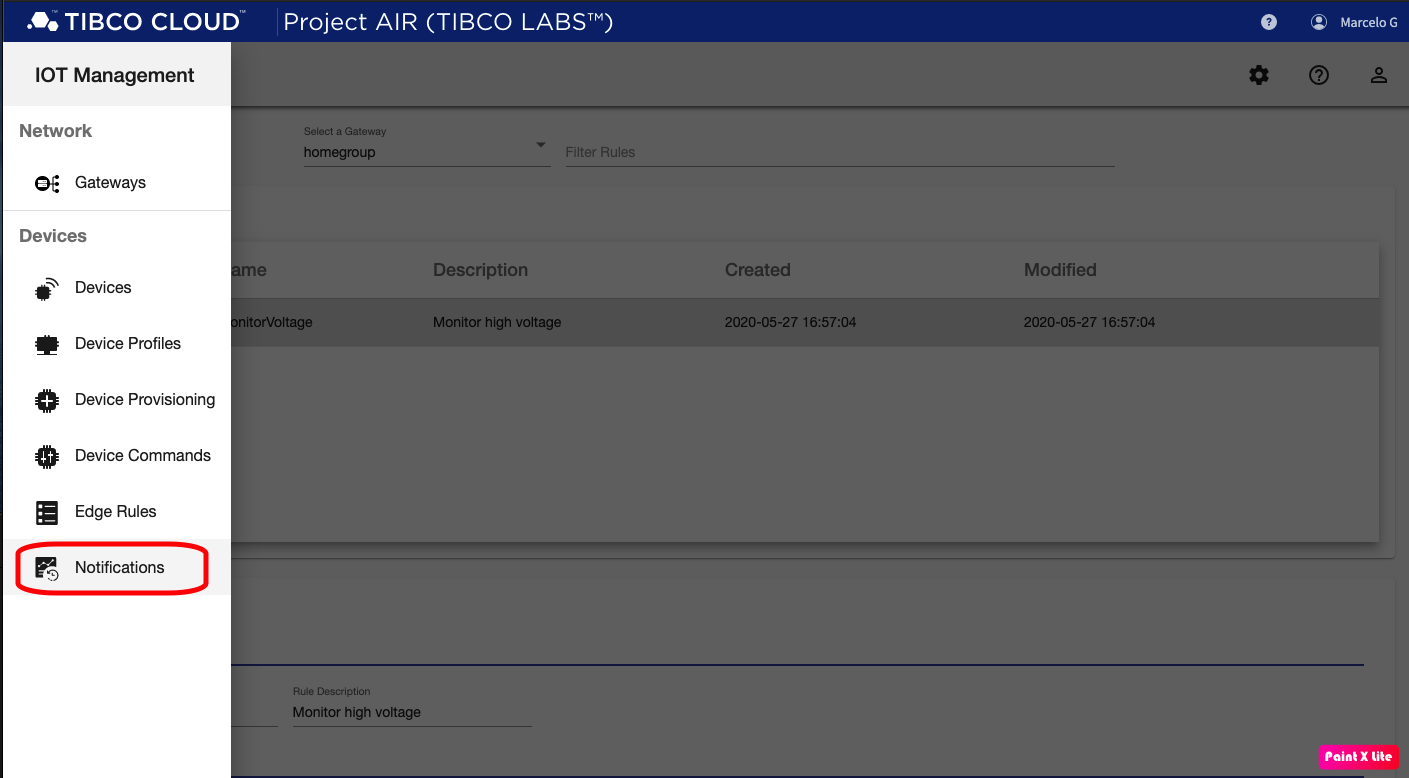 TIBCO CLOUD™ Project AIR (TIBCO LABS™)
? Marcelo G
IOT Management
Network
Gateways
Devices
Devices
Device Profiles
Device Provisioning
Device Commands
Edge Rules
Notifications
Select a Gateway
homegroup
Filter Rules
ame Description Created Modified
onitorVoltage Monitor high voltage 2020-05-27 16:57:04 2020-05-27 16:57:04
Rule Description
Monitor high voltage
Paint X Lite